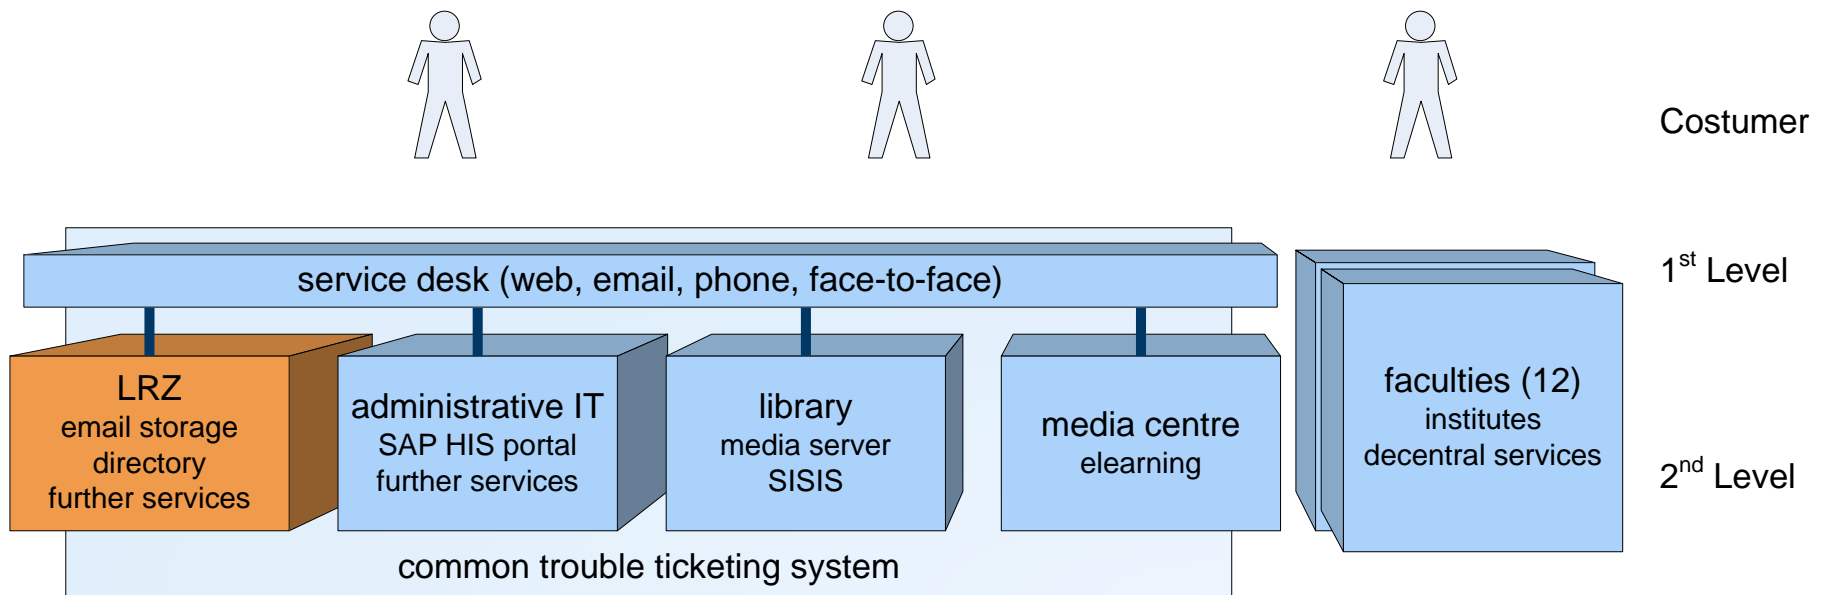 Costumer
service desk (web, email, phone, face-to-face)
1st Level
LRZ
email storage
directory
further services
administrative IT
SAP HIS portal
further services
library
media server
SISIS
media centre
elearning
faculties (12)
institutes
decentral services
2nd Level
common trouble ticketing system